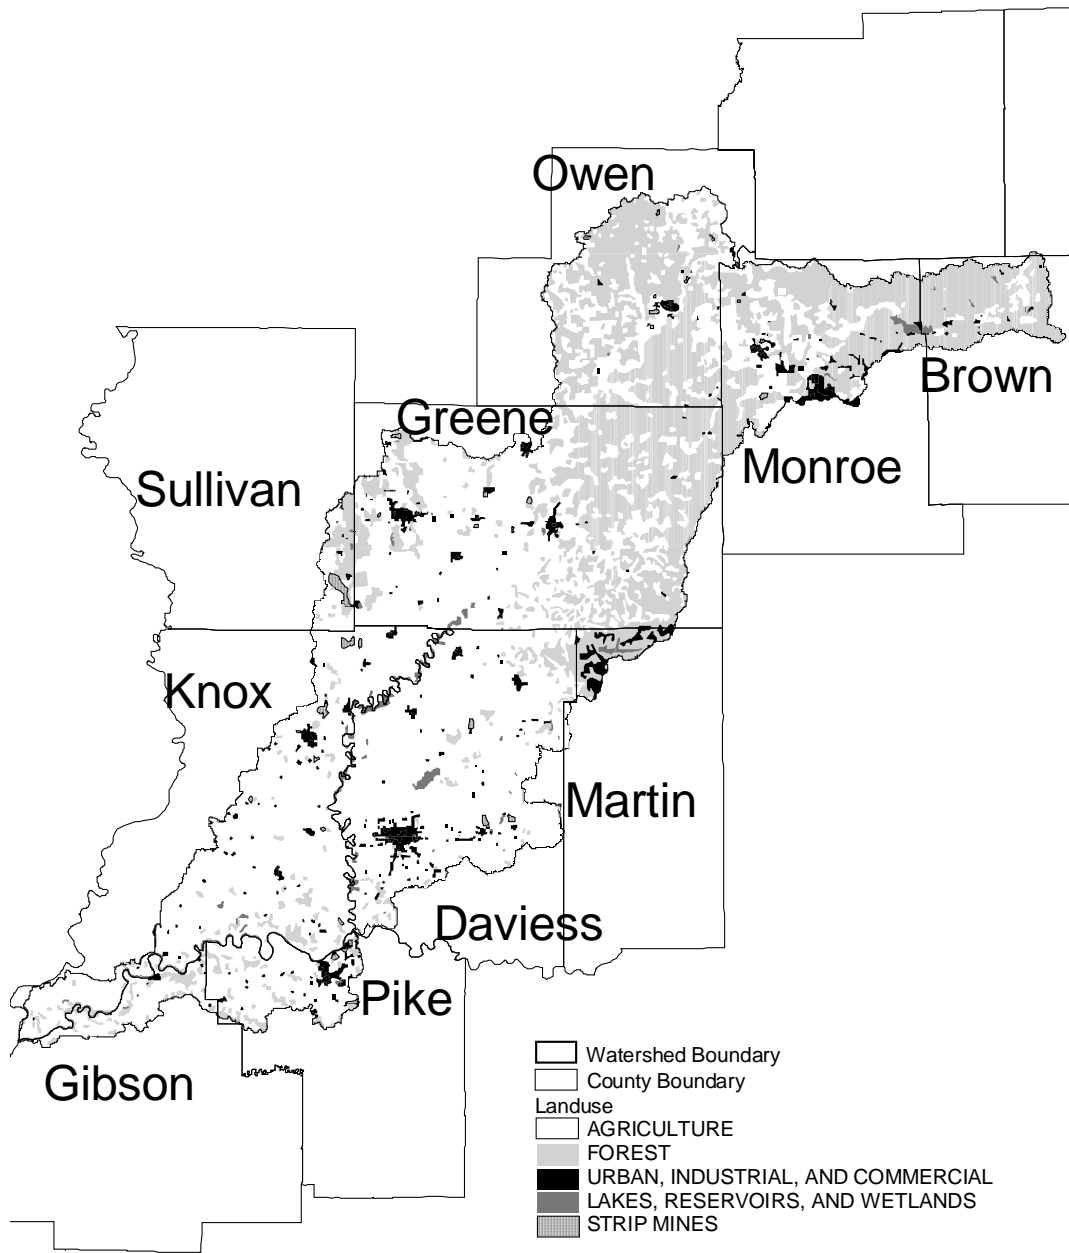 Owen
Brown
Greene
Monroe
Sullivan
Knox
Martin
Daviess
Pike
Gibson
Watershed Boundary
County Boundary
Landuse
AGRICULTURE
FOREST
URBAN, INDUSTRIAL, AND COMMERCIAL
LAKES, RESERVOIRS, AND WETLANDS
STRIP MINES